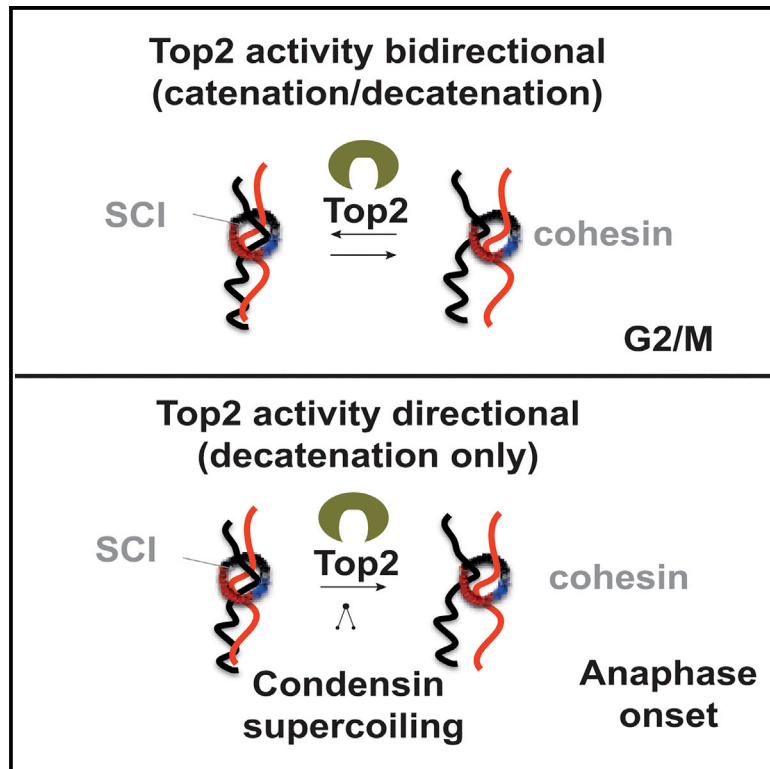 Top2 activity bidirectional
(catenation/decatenation)
SCI
Top2
cohesin
G2/M
Top2 activity directional
(decatenation only)
SCI
Top2
cohesin
Condensin
supercoiling
Anaphase
onset